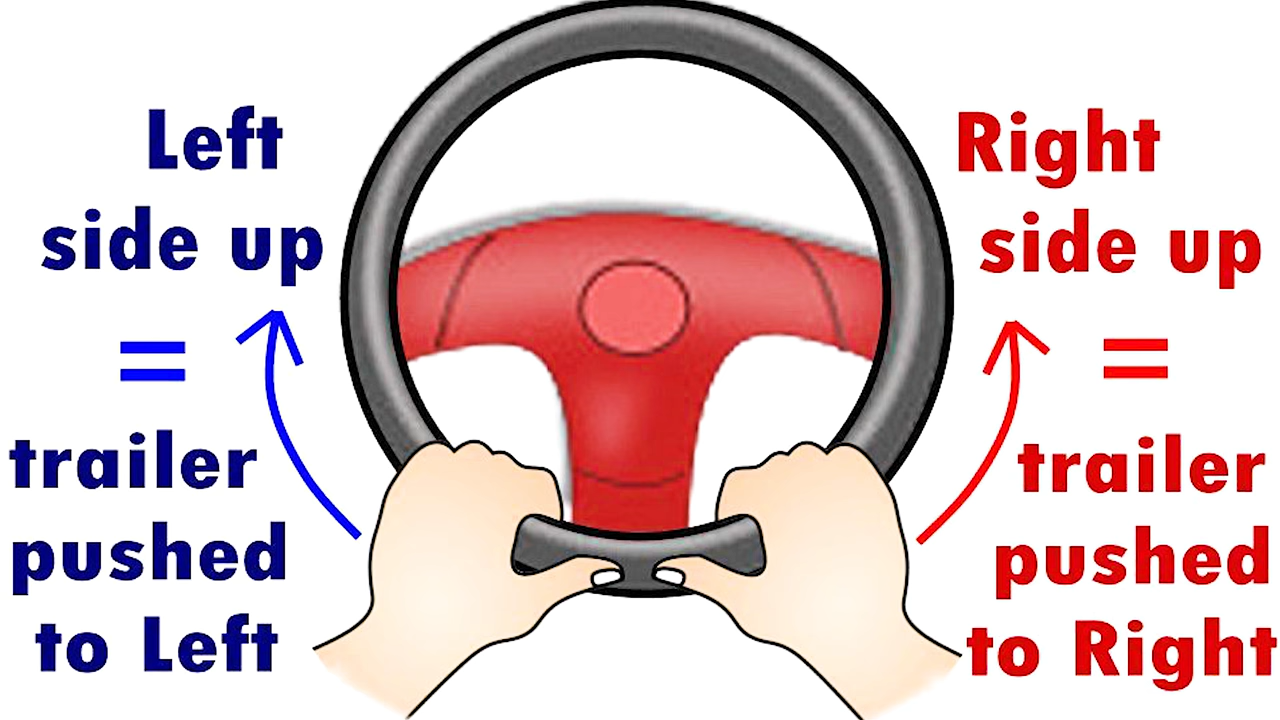 Left
side up
=
trailer
pushed
to Left
Right
side up
=
trailer
pushed
to Right